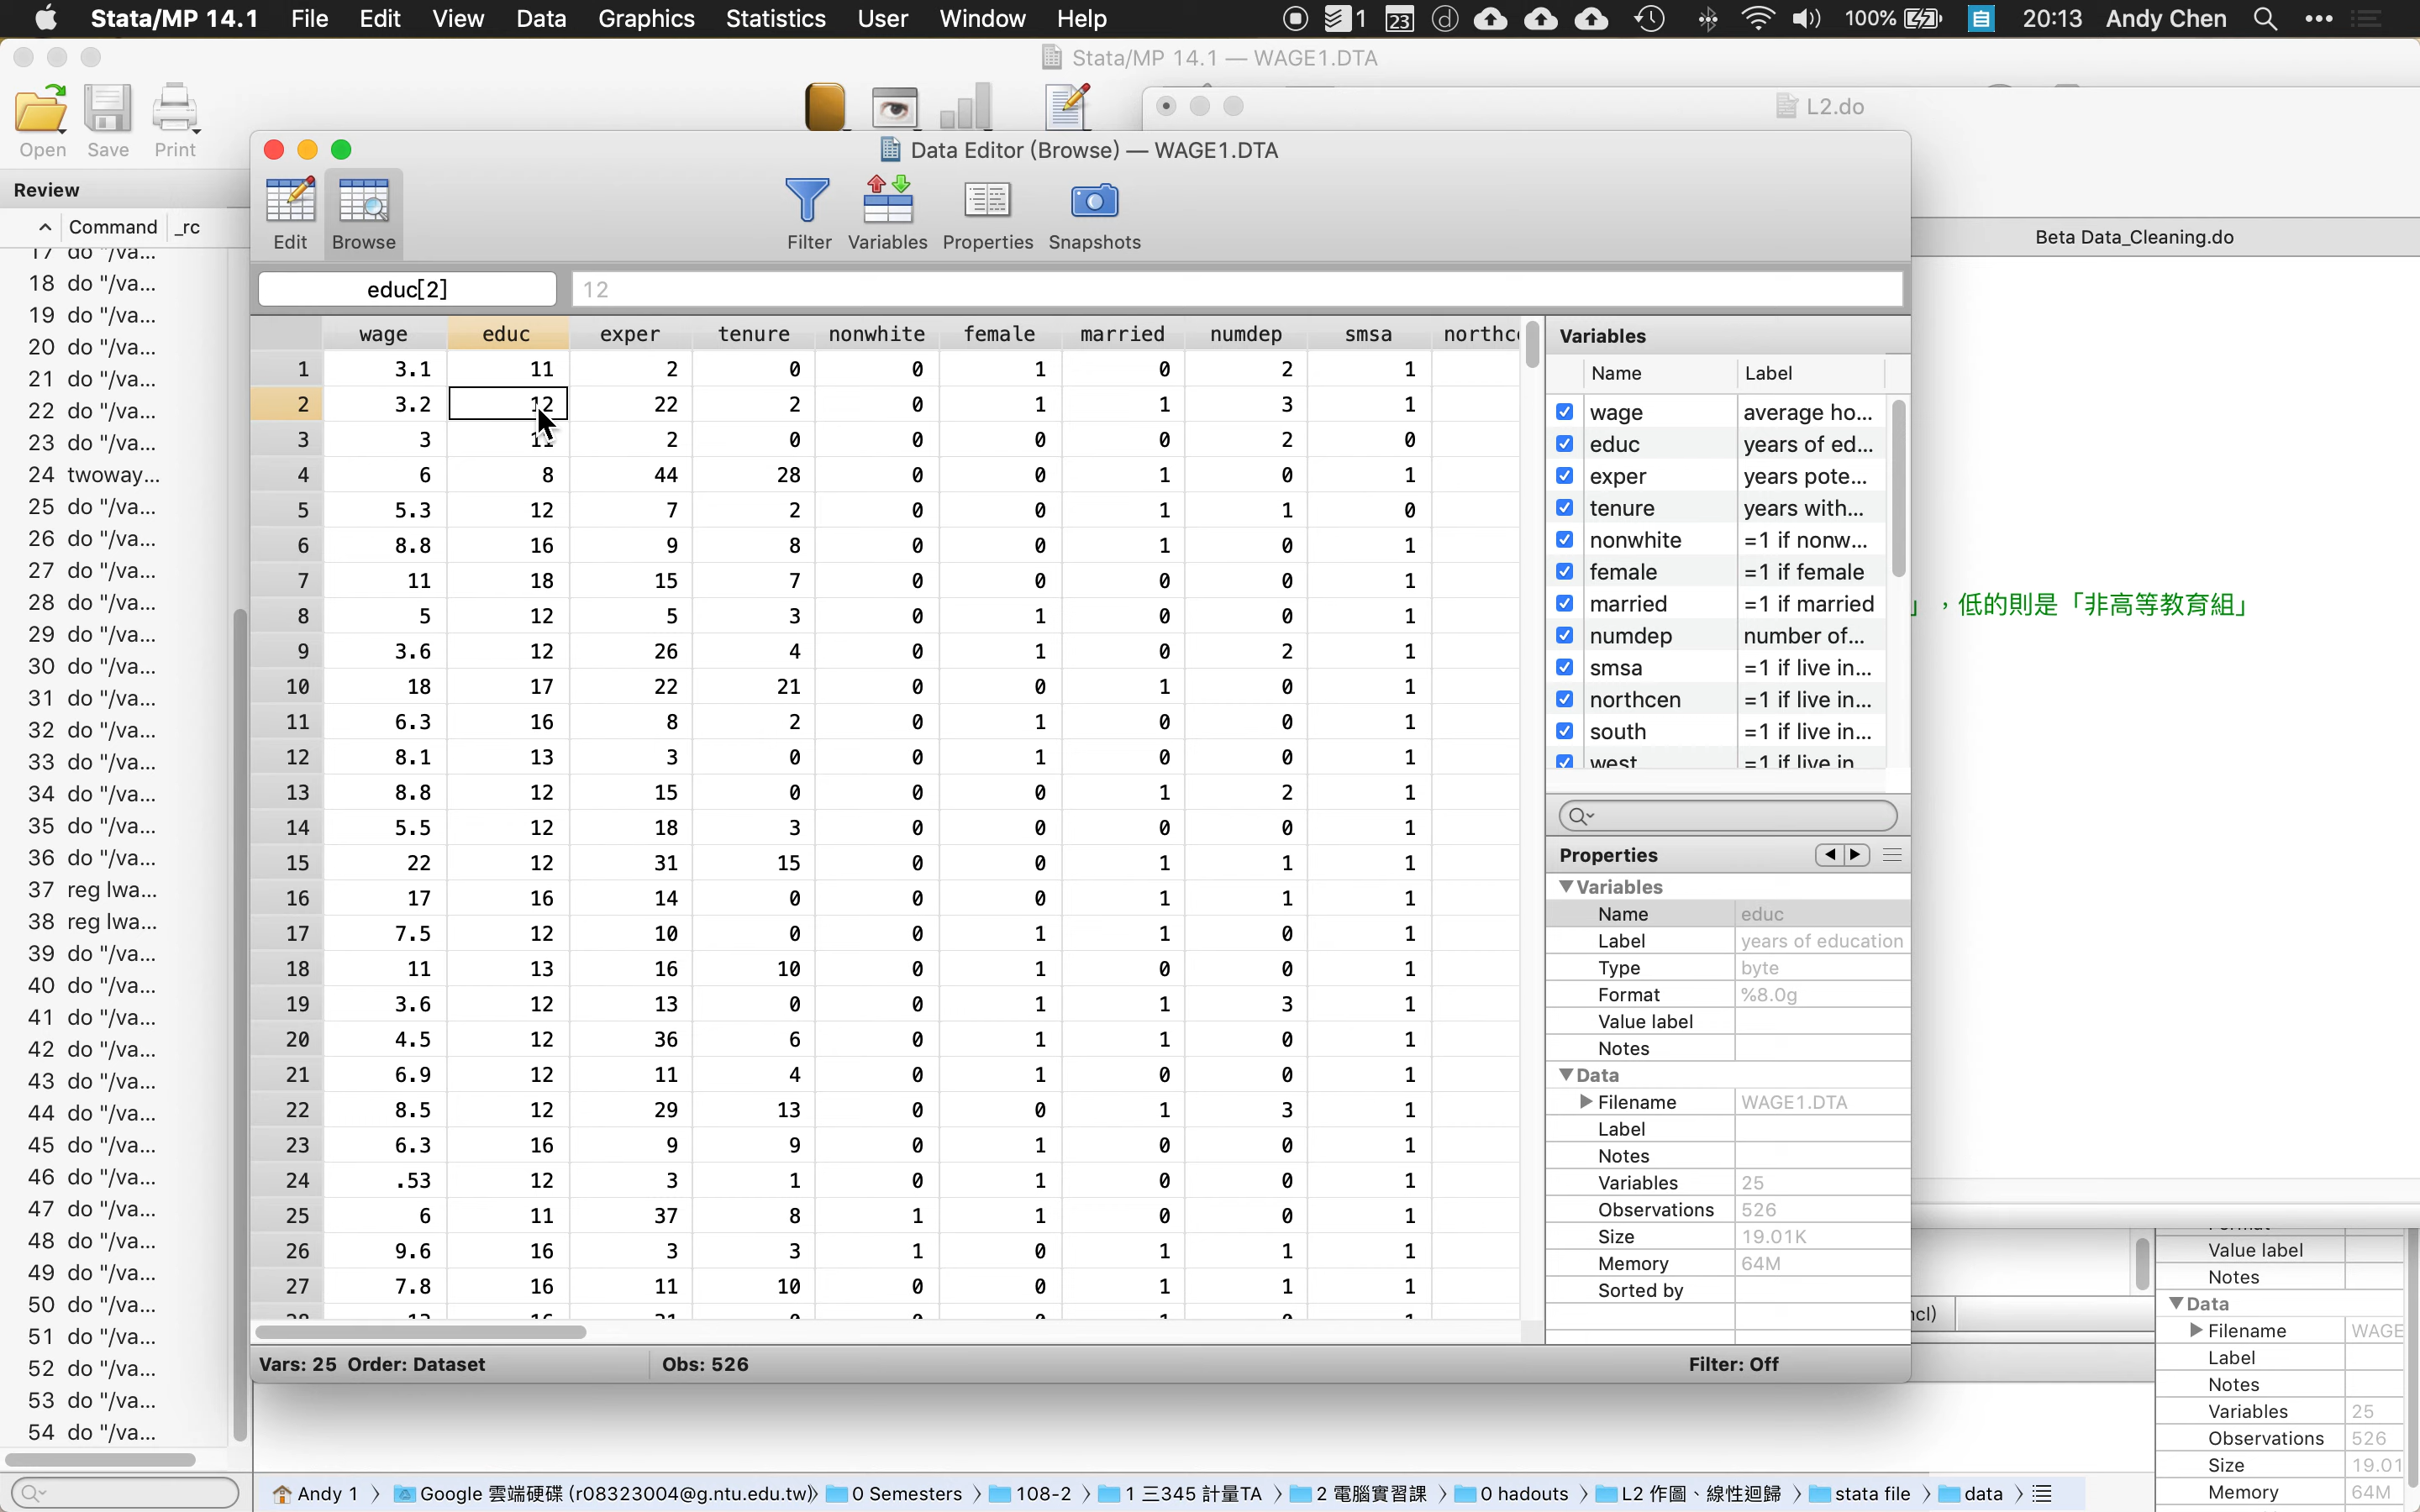 Stata/MP 14.1 File Edit View Data Graphics Statistics User Window Help 1 23 d 100% 自 20:13 Andy Chen
Stata/MP 14.1 — WAGE1.DTA
Open Save Print
L2.do
Data Editor (Browse) — WAGE1.DTA
Edit Browse Filter Variables Properties Snapshots
Review
Command _rc
Beta Data_Cleaning.do
educ[2] 12
17 do "/va...
18 do "/va...
19 do "/va...
20 do "/va...
21 do "/va...
22 do "/va...
23 do "/va...
24 twoway...
25 do "/va...
26 do "/va...
27 do "/va...
28 do "/va...
29 do "/va...
30 do "/va...
31 do "/va...
32 do "/va...
33 do "/va...
34 do "/va...
35 do "/va...
36 do "/va...
37 reg lwa...
38 reg lwa...
39 do "/va...
40 do "/va...
41 do "/va...
42 do "/va...
43 do "/va...
44 do "/va...
45 do "/va...
46 do "/va...
47 do "/va...
48 do "/va...
49 do "/va...
50 do "/va...
51 do "/va...
52 do "/va...
53 do "/va...
54 do "/va...
wage educ exper tenure nonwhite female married numdep smsa
1 3.1 11 2 0 0 1 0 2 1
2 3.2 12 22 2 0 1 1 3 1
3 3 11 2 0 0 0 0 2 0
4 6 8 44 28 0 0 1 0 1
5 5.3 12 7 2 0 0 1 1 0
6 8.8 16 9 8 0 0 1 0 1
7 11 18 15 7 0 0 0 0 1
8 5 12 5 3 0 1 0 0 1
9 3.6 12 26 4 0 1 0 2 1
10 18 17 22 21 0 0 1 0 1
11 6.3 16 8 2 0 1 0 0 1
12 8.1 13 3 0 0 1 0 0 1
13 8.8 12 15 0 0 0 1 2 1
14 5.5 12 18 3 0 0 0 0 1
15 22 12 31 15 0 0 1 1 1
16 17 16 14 0 0 0 1 1 1
17 7.5 12 10 0 0 1 1 0 1
18 11 13 16 10 0 1 0 0 1
19 3.6 12 13 0 0 1 1 3 1
20 4.5 12 36 6 0 1 1 0 1
21 6.9 12 11 4 0 1 0 0 1
22 8.5 12 29 13 0 0 1 3 1
23 6.3 16 9 9 0 1 0 0 1
24 .53 12 3 1 0 1 0 0 1
25 6 11 37 8 1 1 0 0 1
26 9.6 16 3 3 1 0 1 1 1
27 7.8 16 11 10 0 0 1 1 1
Vars: 25 Order: Dataset Obs: 526 Filter: Off
Variables
Name Label
wage average ho...
educ years of ed...
exper years pote...
tenure years with...
nonwhite =1 if nonw...
female =1 if female
married =1 if married
numdep number of...
smsa =1 if live in...
northcen =1 if live in...
south =1 if live in...
west =1 if live in
Properties
Variables
Name educ
Label years of education
Type byte
Format %8.0g
Value label
Notes
Data
Filename WAGE1.DTA
Label
Notes
Variables 25
Observations 526
Size 19.01K
Memory 64M
Sorted by
」，低的則是「非高等教育組」
Value label
Notes
Data
Filename WAGE
Label
Notes
Variables 25
Observations 526
Size 19.01
Memory 64M
Andy 1 〉 Google 雲端硬碟 (r08323004@g.ntu.edu.tw) 〉 0 Semesters 〉 108-2 〉 1 三345 計量TA 〉 2 電腦實習課 〉 0 hadouts 〉 L2 作圖、線性迴歸 〉 stata file 〉 data 〉